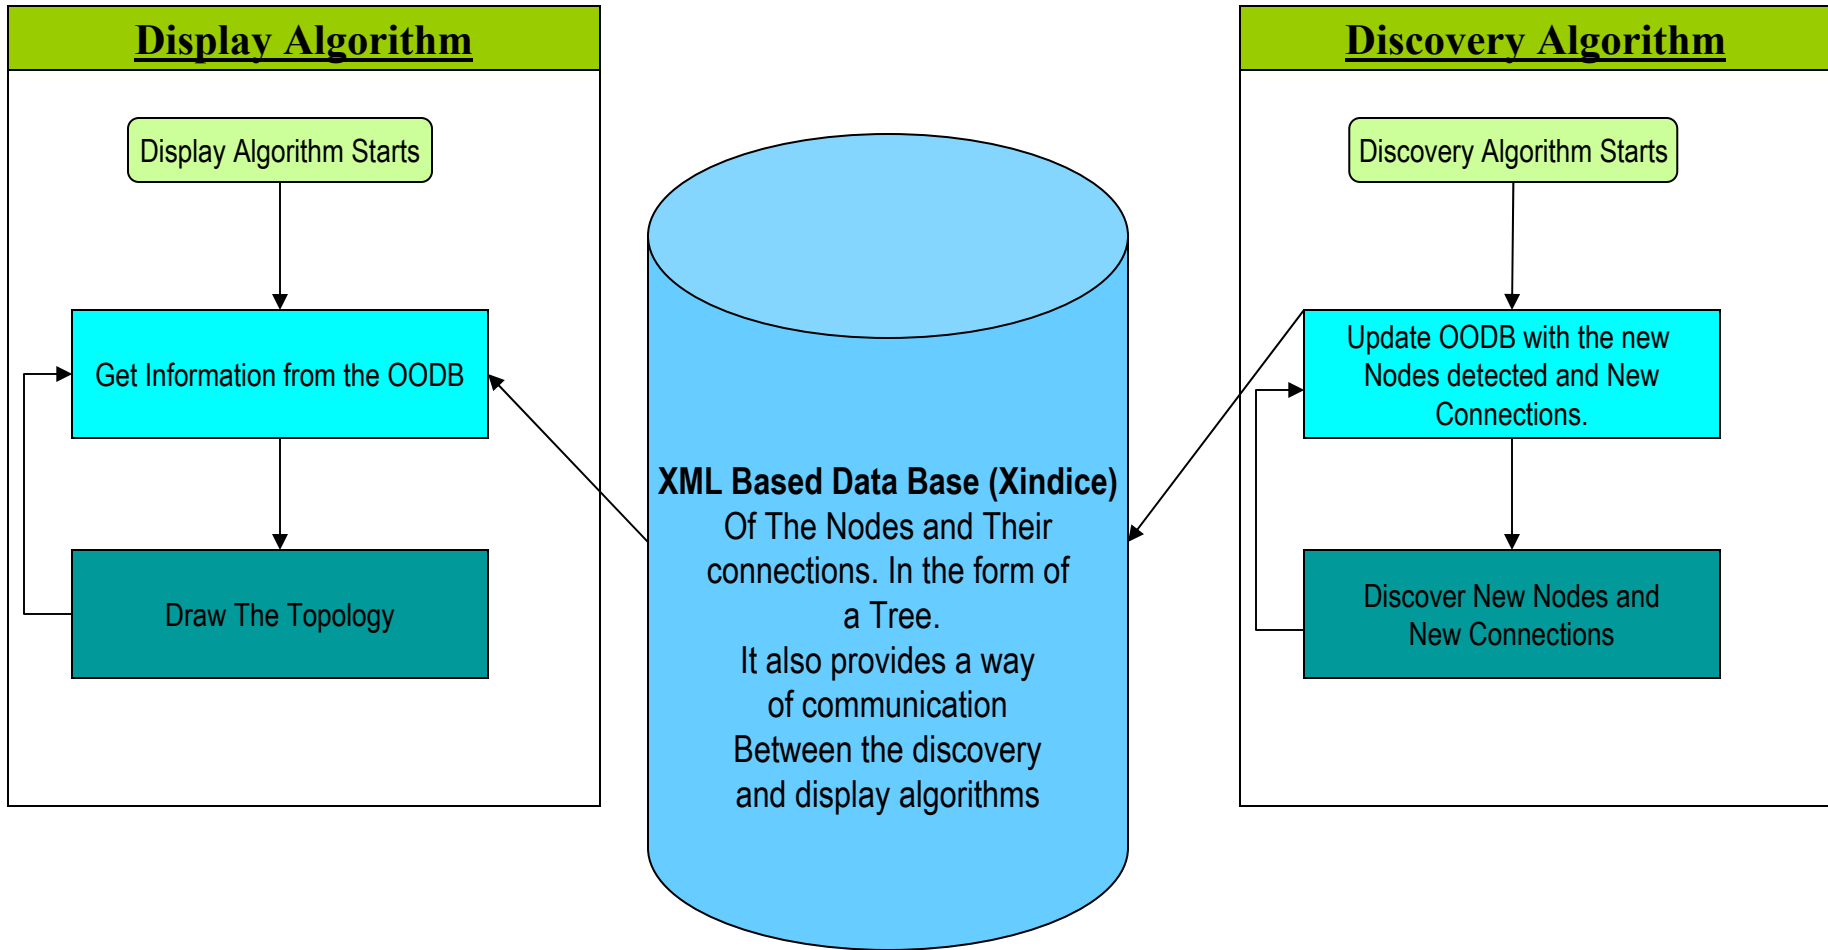 Display Algorithm
Display Algorithm Starts
Get Information from the OODB
Draw The Topology
XML Based Data Base (Xindice)
Of The Nodes and Their
connections. In the form of
a Tree.
It also provides a way
of communication
Between the discovery
and display algorithms
Discovery Algorithm
Discovery Algorithm Starts
Update OODB with the new
Nodes detected and New
Connections.
Discover New Nodes and
New Connections